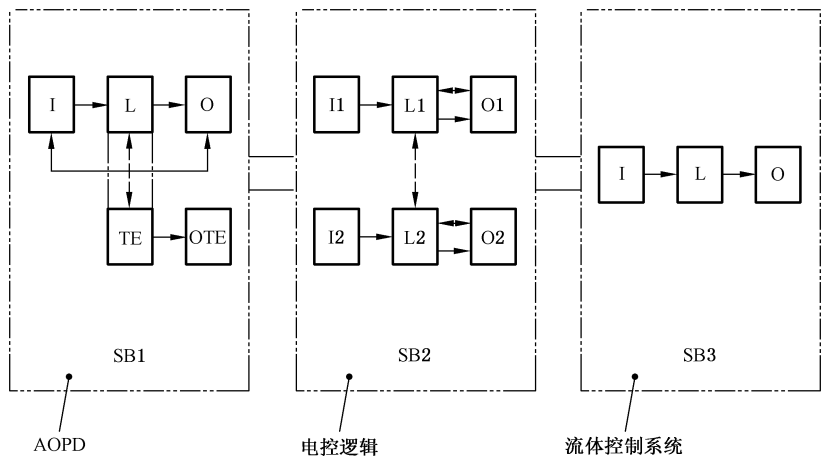 I L O
TE OTE
SB1
AOPD
I1 L1 O1
I2 L2 O2
SB2
电控逻辑
I L O
SB3
流体控制系统